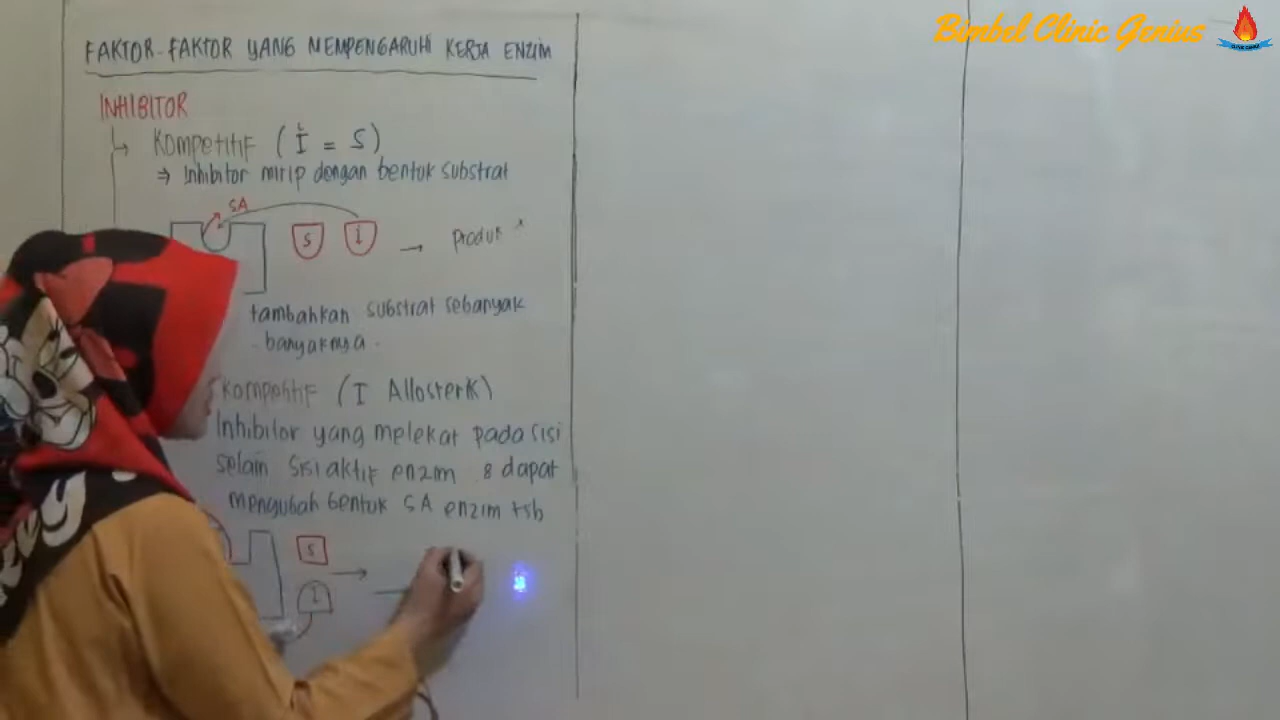 Bimbel Clinic Genius
FAKTOR-FAKTOR YANG MEMPENGARUHI KERJA ENZIM
INHIBITOR
Kompetitif (I = S)
⇒ Inhibitor mirip dengan bentuk substrat
SA
S I → Produk x
tambahkan substrat sebanyak
- banyaknya -
Kompetitif (I Allosterik)
Inhibitor yang melekat pada sisi
selain sisi aktif enzim & dapat
mengubah bentuk SA enzim tsb
S
I